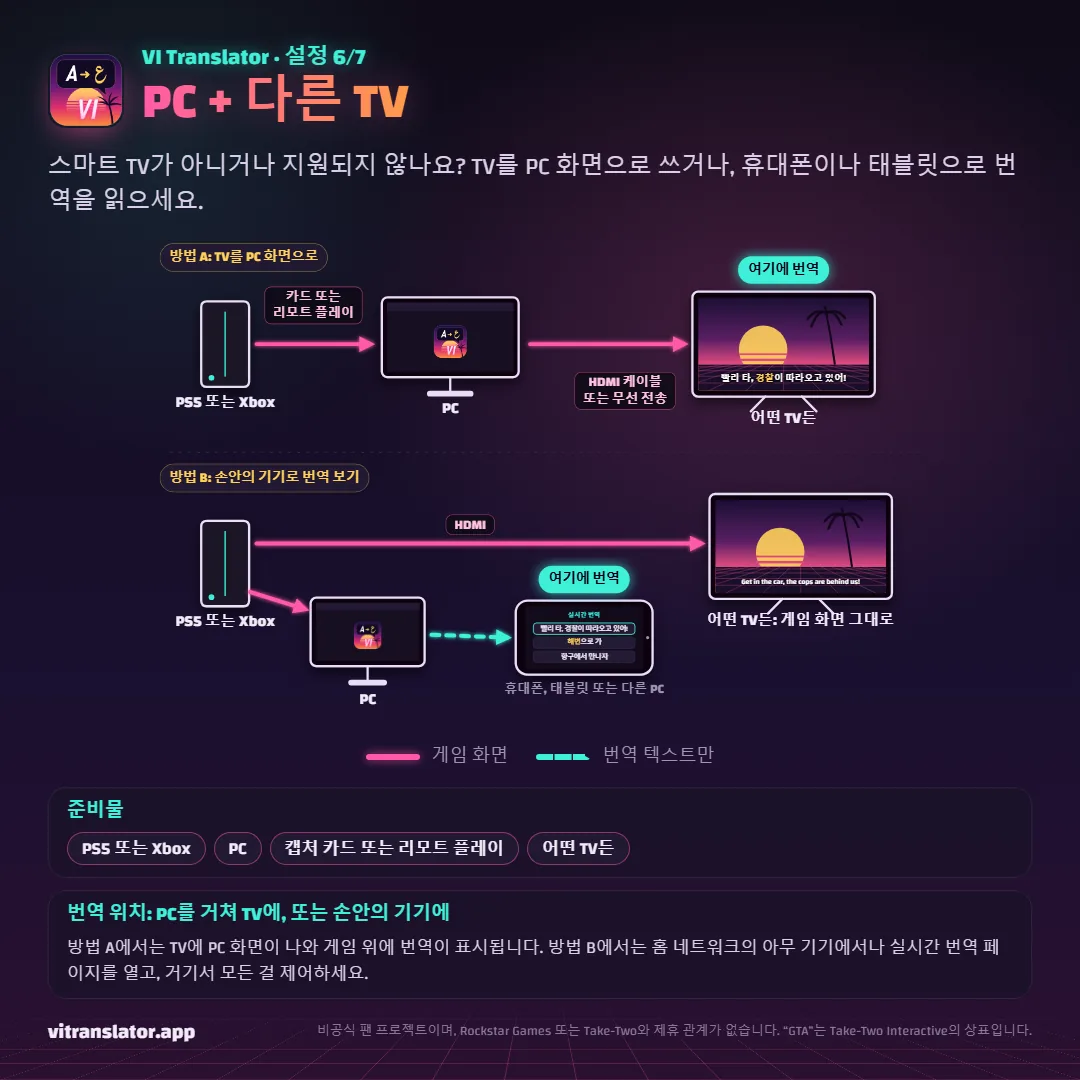 A→ع
VI
VI Translator · 설정 6/7
PC + 다른 TV
스마트 TV가 아니거나 지원되지 않나요? TV를 PC 화면으로 쓰거나, 휴대폰이나 태블릿으로 번
역을 읽으세요.
방법 A: TV를 PC 화면으로
여기에 번역
카드 또는
리모트 플레이
A→ع
VI
빨리 타, 경찰이 따라오고 있어!
HDMI 케이블
또는 무선 전송
PS5 또는 Xbox
PC
어떤 TV든
방법 B: 손안의 기기로 번역 보기
HDMI
Get in the car, the cops are behind us!
여기에 번역
PS5 또는 Xbox
어떤 TV든: 게임 화면 그대로
A→ع
VI
실시간 번역
빨리 타, 경찰이 따라오고 있어!
해변으로 가
항구에서 만나자
휴대폰, 태블릿 또는 다른 PC
PC
게임 화면
번역 텍스트만
준비물
PS5 또는 Xbox
PC
캡처 카드 또는 리모트 플레이
어떤 TV든
번역 위치: PC를 거쳐 TV에, 또는 손안의 기기에
방법 A에서는 TV에 PC 화면이 나와 게임 위에 번역이 표시됩니다. 방법 B에서는 홈 네트워크의 아무 기기에서나 실시간 번역 페
이지를 열고, 거기서 모든 걸 제어하세요.
vitranslator.app
비공식 팬 프로젝트이며, Rockstar Games 또는 Take-Two와 제휴 관계가 없습니다. “GTA”는 Take-Two Interactive의 상표입니다.